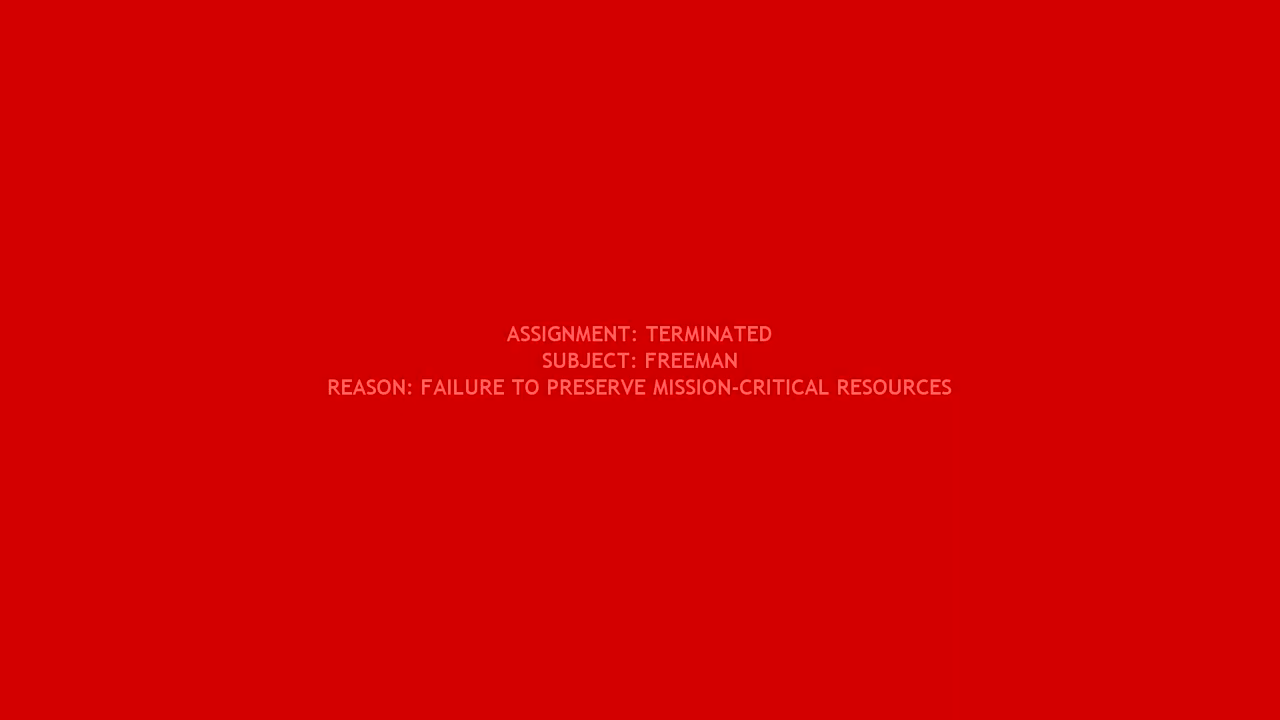 ASSIGNMENT: TERMINATED
SUBJECT: FREEMAN
REASON: FAILURE TO PRESERVE MISSION-CRITICAL RESOURCES